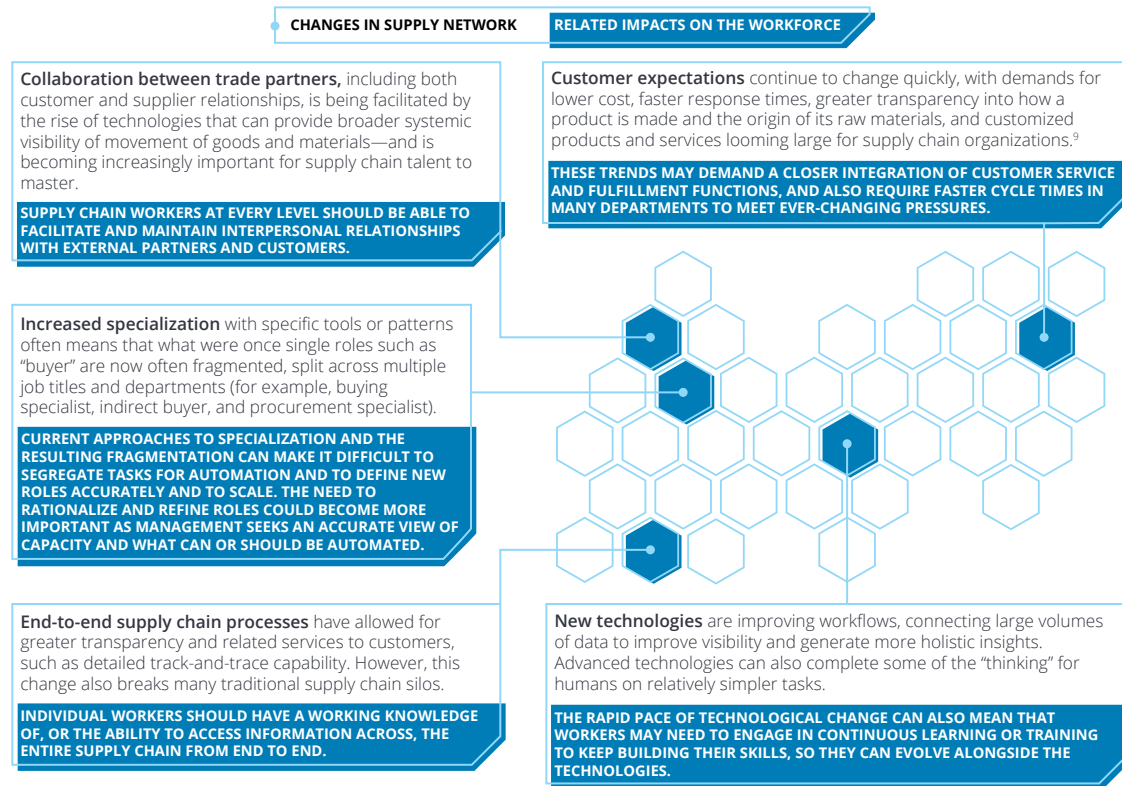 CHANGES IN SUPPLY NETWORK
RELATED IMPACTS ON THE WORKFORCE
Collaboration between trade partners, including both
customer and supplier relationships, is being facilitated by
the rise of technologies that can provide broader systemic
visibility of movement of goods and materials—and is
becoming increasingly important for supply chain talent to
master.
SUPPLY CHAIN WORKERS AT EVERY LEVEL SHOULD BE ABLE TO
FACILITATE AND MAINTAIN INTERPERSONAL RELATIONSHIPS
WITH EXTERNAL PARTNERS AND CUSTOMERS.
Customer expectations continue to change quickly, with demands for
lower cost, faster response times, greater transparency into how a
product is made and the origin of its raw materials, and customized
products and services looming large for supply chain organizations.⁹
THESE TRENDS MAY DEMAND A CLOSER INTEGRATION OF CUSTOMER SERVICE
AND FULFILLMENT FUNCTIONS, AND ALSO REQUIRE FASTER CYCLE TIMES IN
MANY DEPARTMENTS TO MEET EVER-CHANGING PRESSURES.
Increased specialization with specific tools or patterns
often means that what were once single roles such as
“buyer” are now often fragmented, split across multiple
job titles and departments (for example, buying
specialist, indirect buyer, and procurement specialist).
CURRENT APPROACHES TO SPECIALIZATION AND THE
RESULTING FRAGMENTATION CAN MAKE IT DIFFICULT TO
SEGREGATE TASKS FOR AUTOMATION AND TO DEFINE NEW
ROLES ACCURATELY AND TO SCALE. THE NEED TO
RATIONALIZE AND REFINE ROLES COULD BECOME MORE
IMPORTANT AS MANAGEMENT SEEKS AN ACCURATE VIEW OF
CAPACITY AND WHAT CAN OR SHOULD BE AUTOMATED.
End-to-end supply chain processes have allowed for
greater transparency and related services to customers,
such as detailed track-and-trace capability. However, this
change also breaks many traditional supply chain silos.
INDIVIDUAL WORKERS SHOULD HAVE A WORKING KNOWLEDGE
OF, OR THE ABILITY TO ACCESS INFORMATION ACROSS, THE
ENTIRE SUPPLY CHAIN FROM END TO END.
New technologies are improving workflows, connecting large volumes
of data to improve visibility and generate more holistic insights.
Advanced technologies can also complete some of the “thinking” for
humans on relatively simpler tasks.
THE RAPID PACE OF TECHNOLOGICAL CHANGE CAN ALSO MEAN THAT
WORKERS MAY NEED TO ENGAGE IN CONTINUOUS LEARNING OR TRAINING
TO KEEP BUILDING THEIR SKILLS, SO THEY CAN EVOLVE ALONGSIDE THE
TECHNOLOGIES.